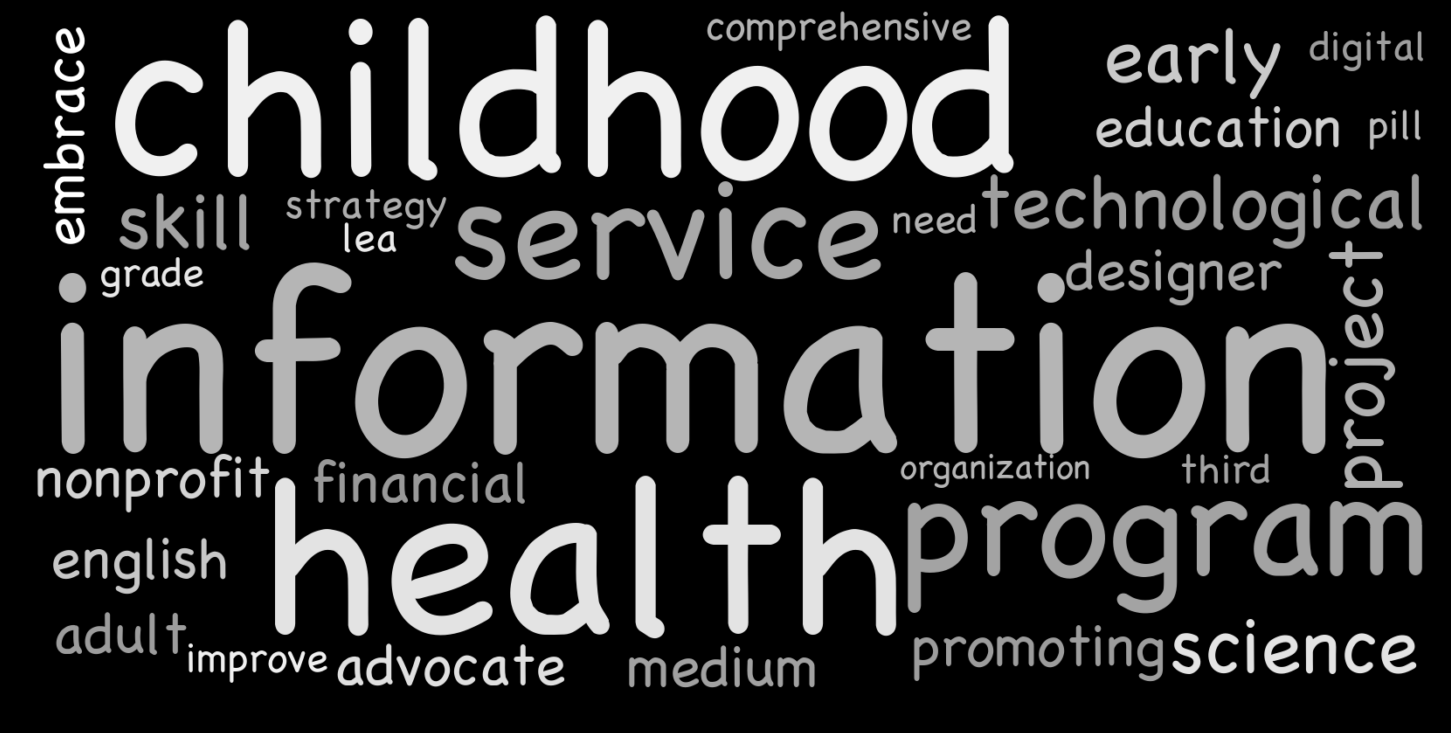 comprehensive
embrace
childhood
early
digital
education
pill
skill
strategy
lea
service
need
technological
grade
designer
information
project
nonprofit
financial
organization
third
health
program
english
adult
improve
advocate
medium
promoting
science